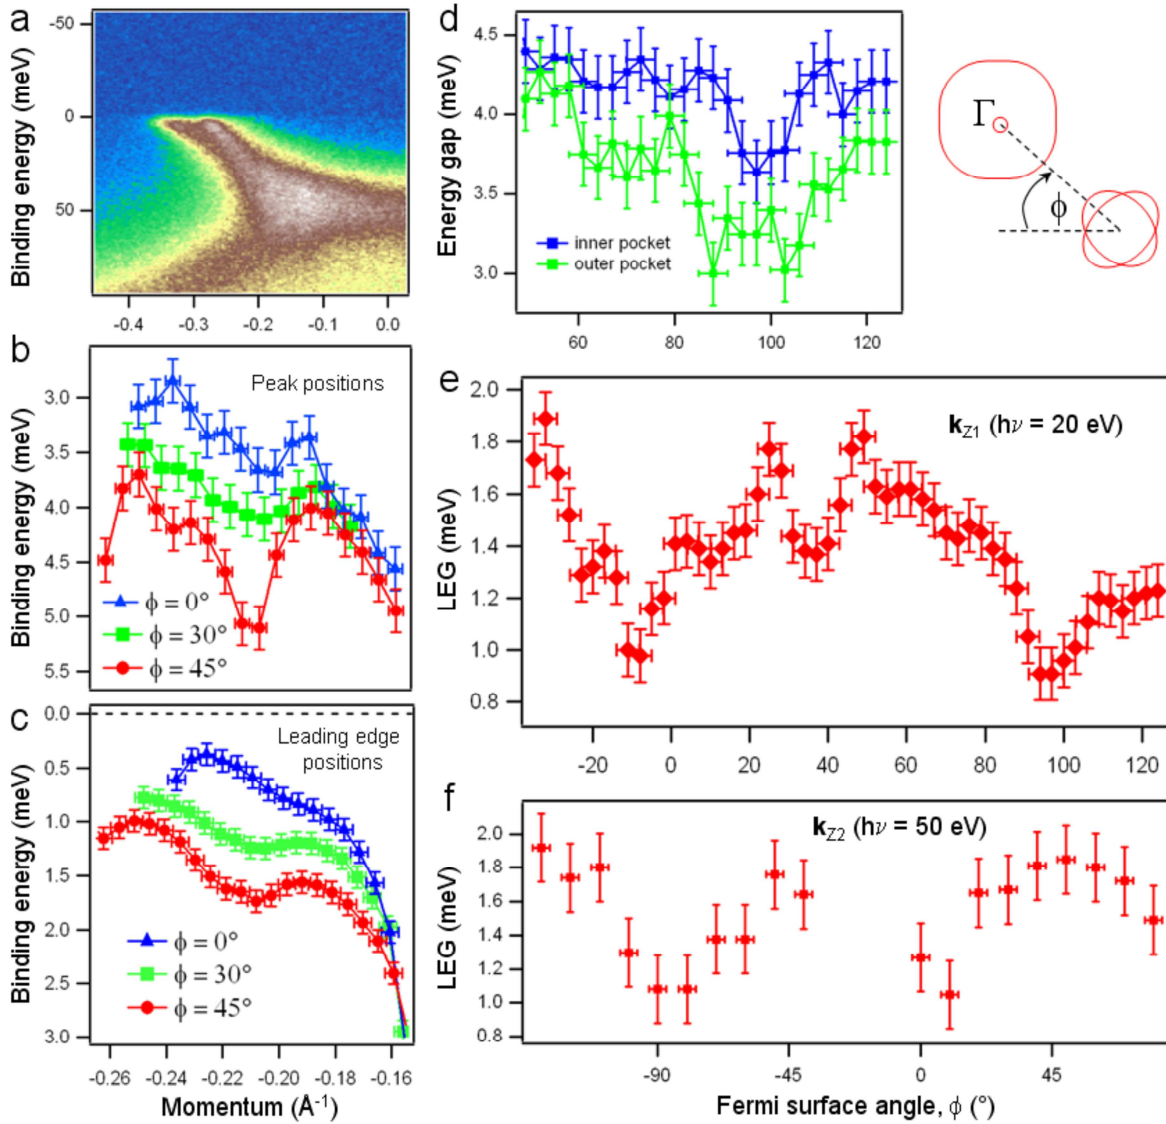 a
Binding energy (meV)
-50
0
50
-0.4
-0.3
-0.2
-0.1
0.0
b
Peak positions
Binding energy (meV)
3.0
3.5
4.0
4.5
5.0
5.5
ϕ = 0°
ϕ = 30°
ϕ = 45°
c
Leading edge
positions
Binding energy (meV)
0.0
0.5
1.0
1.5
2.0
2.5
3.0
ϕ = 0°
ϕ = 30°
ϕ = 45°
-0.26
-0.24
-0.22
-0.20
-0.18
-0.16
Momentum (Å⁻¹)
d
Energy gap (meV)
4.5
4.0
3.5
3.0
inner pocket
outer pocket
60
80
100
120
Γ
ϕ
e
k_Z1 (hν = 20 eV)
LEG (meV)
2.0
1.8
1.6
1.4
1.2
1.0
0.8
-20
0
20
40
60
80
100
120
f
k_Z2 (hν = 50 eV)
LEG (meV)
2.0
1.6
1.2
1.0
0.8
-90
-45
0
45
Fermi surface angle, ϕ (°)